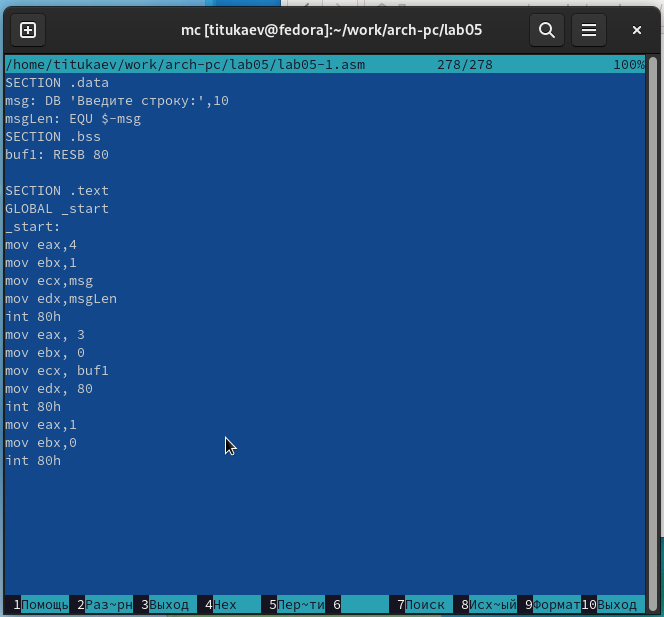 mc [titukaev@fedora]:~/work/arch-pc/lab05
/home/titukaev/work/arch-pc/lab05/lab05-1.asm 278/278 100%
SECTION .data
msg: DB 'Введите строку:',10
msgLen: EQU $-msg
SECTION .bss
buf1: RESB 80
SECTION .text
GLOBAL _start
_start:
mov eax,4
mov ebx,1
mov ecx,msg
mov edx,msgLen
int 80h
mov eax, 3
mov ebx, 0
mov ecx, buf1
mov edx, 80
int 80h
mov eax,1
mov ebx,0
int 80h
1Помощь 2Раз~рн 3Выход 4Hex 5Пер~ти 6 7Поиск 8Исх~ый 9Формат 10Выход